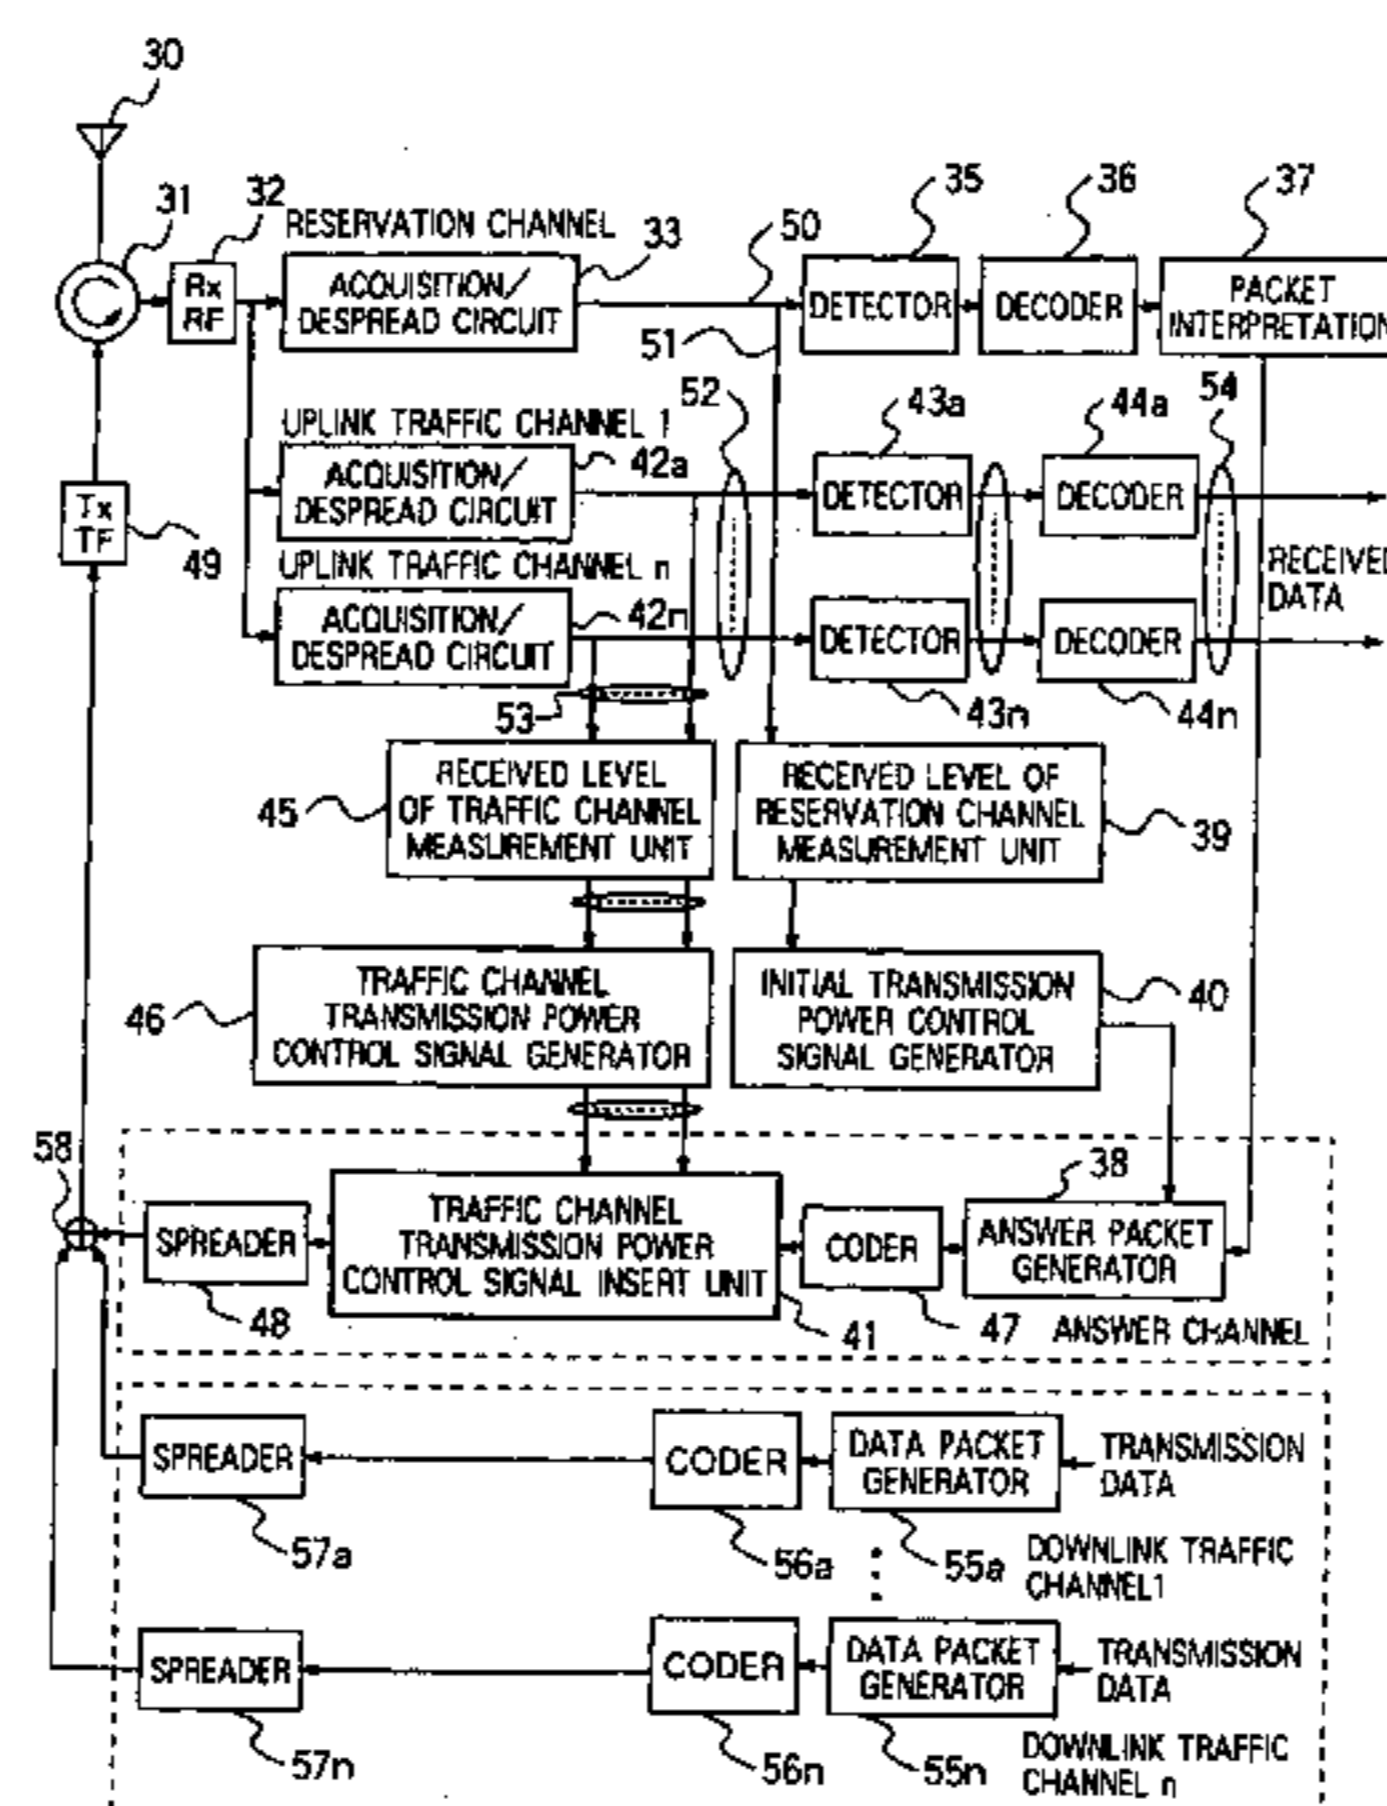 30
31
32
RESERVATION CHANNEL
33
50
35
36
37
Rx
RF
ACQUISITION/
DESPREAD CIRCUIT
DETECTOR
DECODER
PACKET
INTERPRETATION
51
52
43a
44a
54
UPLINK TRAFFIC CHANNEL 1
42a
ACQUISITION/
DESPREAD CIRCUIT
DETECTOR
DECODER
Tx
TF
49
UPLINK TRAFFIC CHANNEL n
RECEIVED
DATA
ACQUISITION/
DESPREAD CIRCUIT
42n
DETECTOR
DECODER
53
43n
44n
45
RECEIVED LEVEL
OF TRAFFIC CHANNEL
MEASUREMENT UNIT
RECEIVED LEVEL OF
RESERVATION CHANNEL
MEASUREMENT UNIT
39
46
TRAFFIC CHANNEL
TRANSMISSION POWER
CONTROL SIGNAL GENERATOR
INITIAL TRANSMISSION
POWER CONTROL
SIGNAL GENERATOR
40
58
38
SPREADER
TRAFFIC CHANNEL
TRANSMISSION POWER
CONTROL SIGNAL INSERT UNIT
CODER
ANSWER PACKET
GENERATOR
48
41
47
ANSWER CHANNEL
SPREADER
CODER
DATA PACKET
GENERATOR
TRANSMISSION
DATA
57a
56a
55a
DOWNLINK TRAFFIC
CHANNEL1
SPREADER
CODER
DATA PACKET
GENERATOR
TRANSMISSION
DATA
57n
56n
55n
DOWNLINK TRAFFIC
CHANNEL n